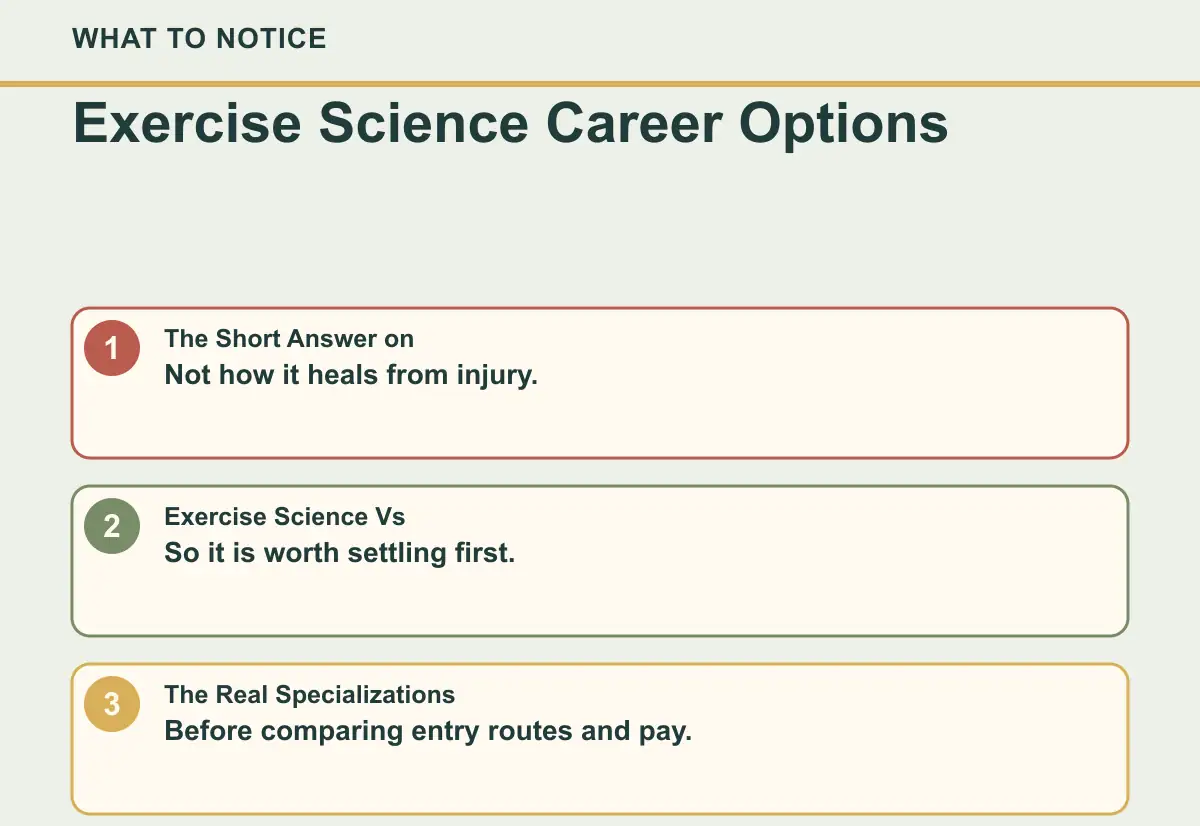 WHAT TO NOTICE
Exercise Science Career Options
1
The Short Answer on
Not how it heals from injury.
2
Exercise Science Vs
So it is worth settling first.
3
The Real Specializations
Before comparing entry routes and pay.